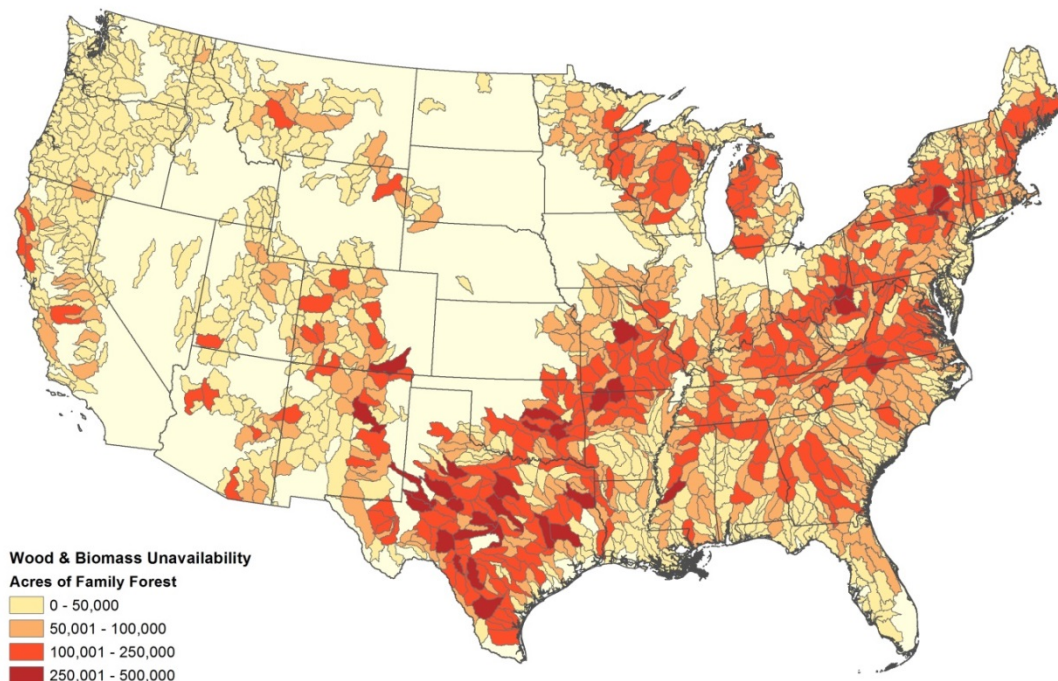 Wood & Biomass Unavailability
Acres of Family Forest
0 - 50,000
50,001 - 100,000
100,001 - 250,000
250,001 - 500,000